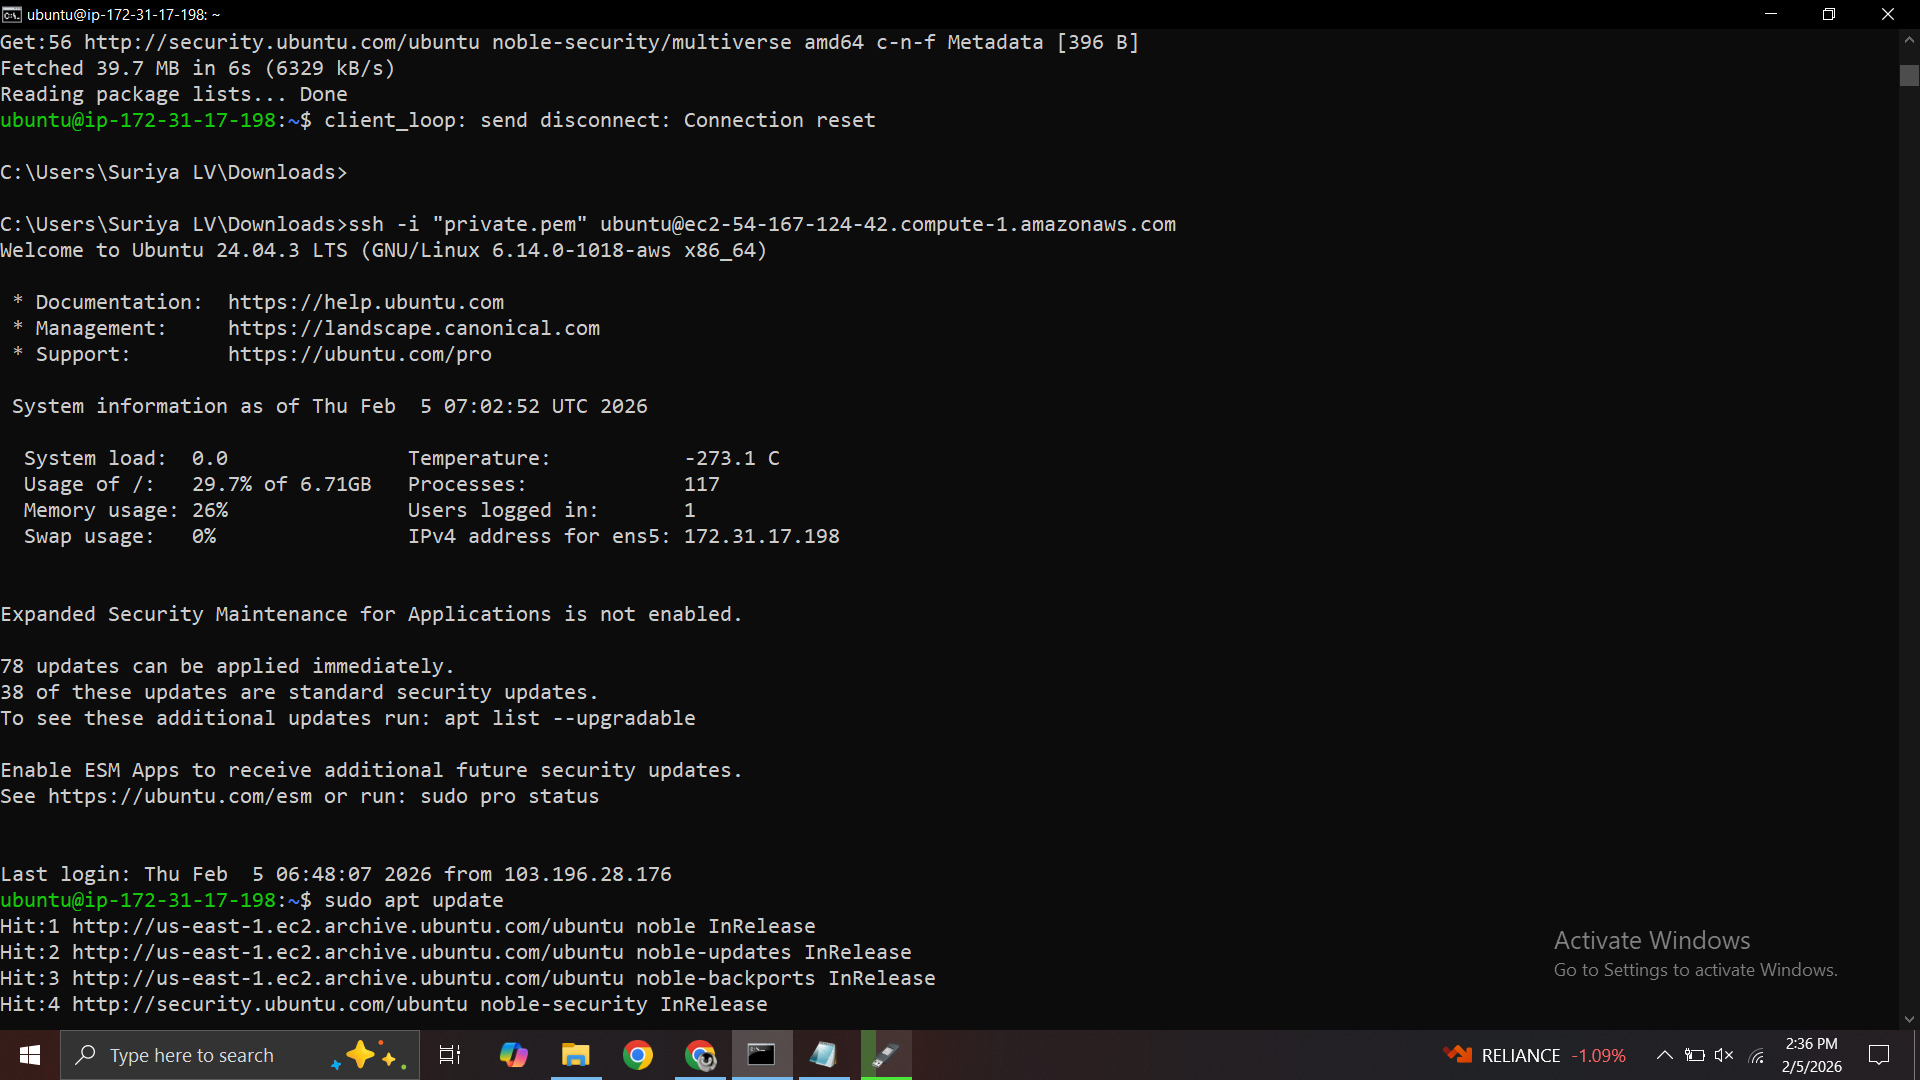 ubuntu@ip-172-31-17-198: ~
Get:56 http://security.ubuntu.com/ubuntu noble-security/multiverse amd64 c-n-f Metadata [396 B]
Fetched 39.7 MB in 6s (6329 kB/s)
Reading package lists... Done
ubuntu@ip-172-31-17-198:~$ client_loop: send disconnect: Connection reset
C:\Users\Suriya LV\Downloads>
C:\Users\Suriya LV\Downloads>ssh -i "private.pem" ubuntu@ec2-54-167-124-42.compute-1.amazonaws.com
Welcome to Ubuntu 24.04.3 LTS (GNU/Linux 6.14.0-1018-aws x86_64)
* Documentation:  https://help.ubuntu.com
* Management:     https://landscape.canonical.com
* Support:        https://ubuntu.com/pro
System information as of Thu Feb  5 07:02:52 UTC 2026
System load:  0.0               Temperature:           -273.1 C
Usage of /:   29.7% of 6.71GB   Processes:             117
Memory usage: 26%               Users logged in:       1
Swap usage:   0%                IPv4 address for ens5: 172.31.17.198
Expanded Security Maintenance for Applications is not enabled.
78 updates can be applied immediately.
38 of these updates are standard security updates.
To see these additional updates run: apt list --upgradable
Enable ESM Apps to receive additional future security updates.
See https://ubuntu.com/esm or run: sudo pro status
Last login: Thu Feb  5 06:48:07 2026 from 103.196.28.176
ubuntu@ip-172-31-17-198:~$ sudo apt update
Hit:1 http://us-east-1.ec2.archive.ubuntu.com/ubuntu noble InRelease
Hit:2 http://us-east-1.ec2.archive.ubuntu.com/ubuntu noble-updates InRelease
Hit:3 http://us-east-1.ec2.archive.ubuntu.com/ubuntu noble-backports InRelease
Hit:4 http://security.ubuntu.com/ubuntu noble-security InRelease
Activate Windows
Go to Settings to activate Windows.
Type here to search
RELIANCE -1.09%
2:36 PM
2/5/2026